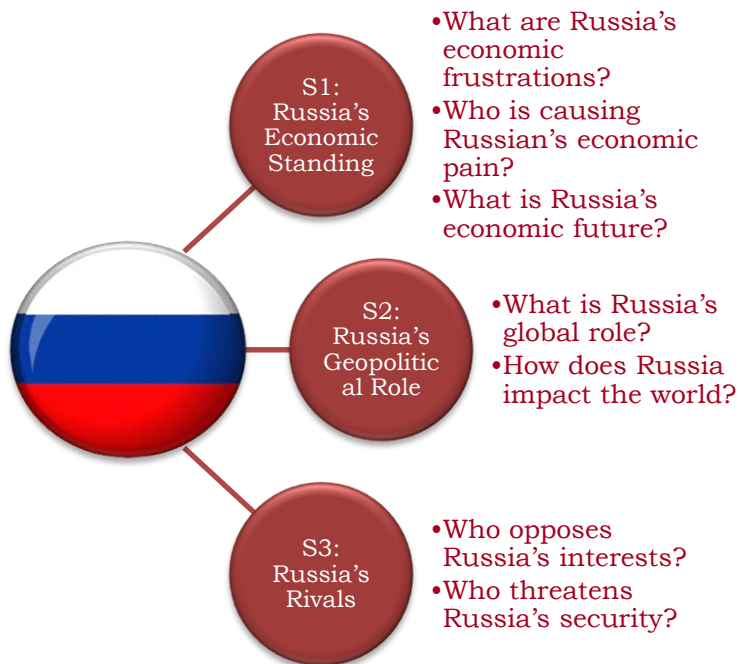 S1:
Russia’s
Economic
Standing
•What are Russia’s
economic
frustrations?
•Who is causing
Russian’s economic
pain?
•What is Russia’s
economic future?
S2:
Russia’s
Geopolitic
al Role
•What is Russia’s
global role?
•How does Russia
impact the world?
S3:
Russia’s
Rivals
•Who opposes
Russia’s interests?
•Who threatens
Russia’s security?